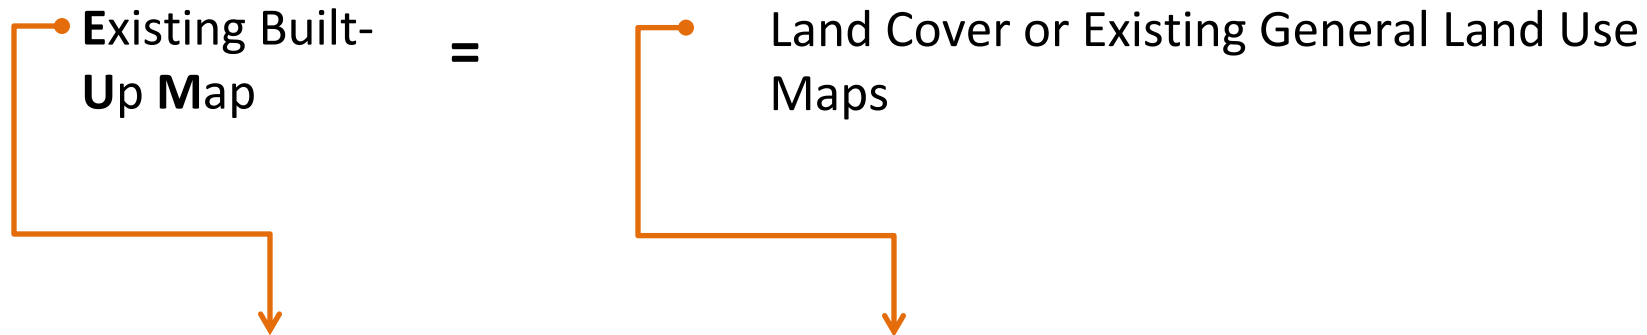 Existing Built-
Up Map
=
Land Cover or Existing General Land Use
Maps